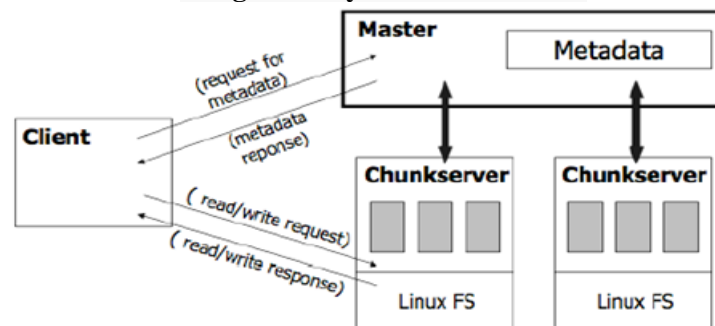 Master
Metadata
(request for
metadata)
(metadata
reponse)
Client
( read/write request)
( read/write response)
Chunkserver
Linux FS
Chunkserver
Linux FS